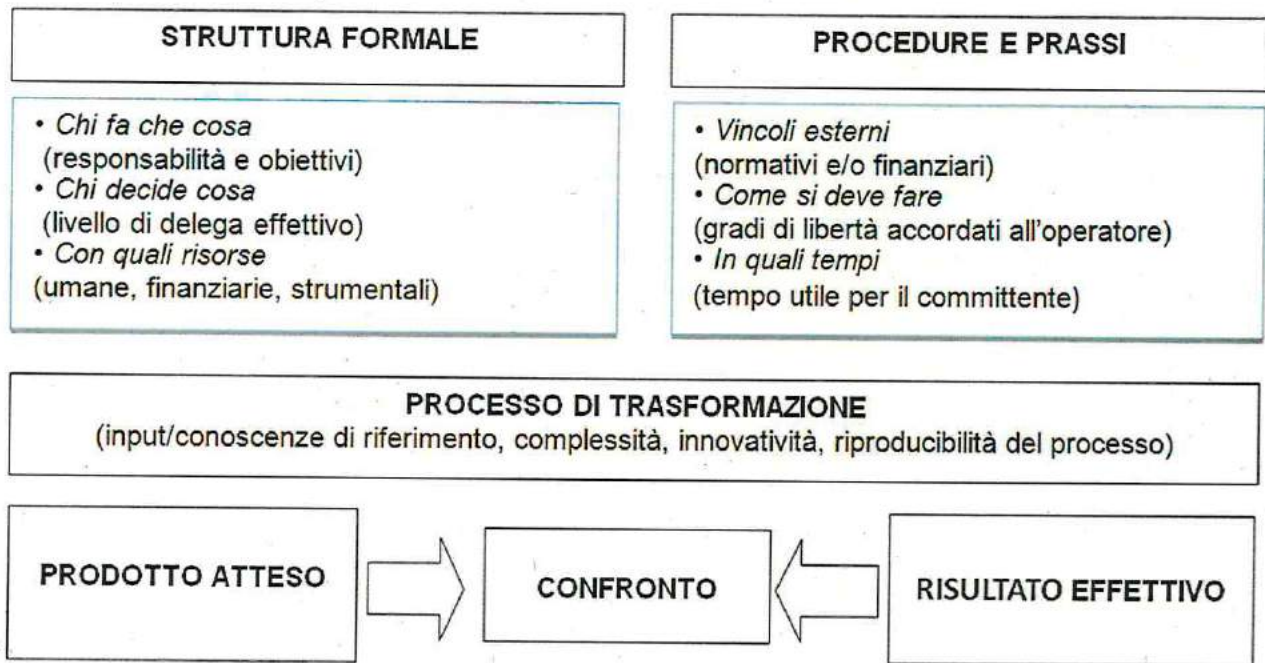 STRUTTURA FORMALE
• Chi fa che cosa
(responsabilità e obiettivi)
• Chi decide cosa
(livello di delega effettivo)
• Con quali risorse
(umane, finanziarie, strumentali)
PROCEDURE E PRASSI
• Vincoli esterni
(normativi e/o finanziari)
• Come si deve fare
(gradi di libertà accordati all'operatore)
• In quali tempi
(tempo utile per il committente)
PROCESSO DI TRASFORMAZIONE
(input/conoscenze di riferimento, complessità, innovatività, riproducibilità del processo)
PRODOTTO ATTESO
CONFRONTO
RISULTATO EFFETTIVO